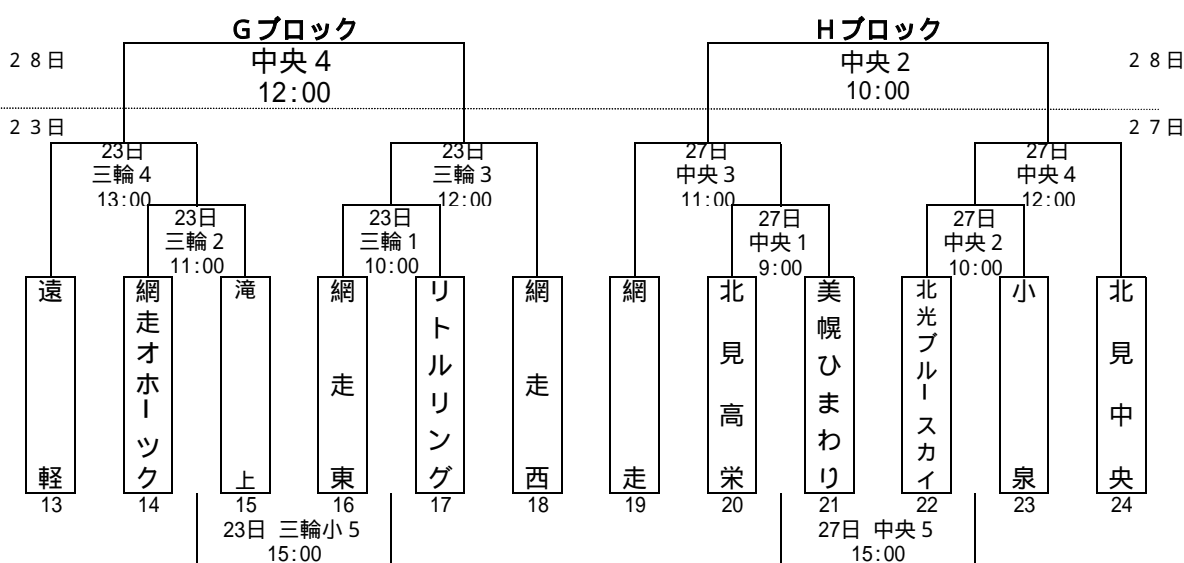 Gブロック
Hブロック
28日
中央4
中央2
28日
12:00
10:00
23日
27日
23日
三輪4
13:00
23日
三輪3
12:00
27日
中央3
11:00
27日
中央4
12:00
23日
三輪2
11:00
23日
三輪1
10:00
27日
中央1
9:00
27日
中央2
10:00
遠軽
網走オホーツク
滝上
網走東
リトルリング
網走西
網走
北見高栄
美幌ひまわり
北光ブルースカイ
小泉
北見中央
13 14 15 16 17 18 19 20 21 22 23 24
23日 三輪小5
15:00
27日 中央5
15:00